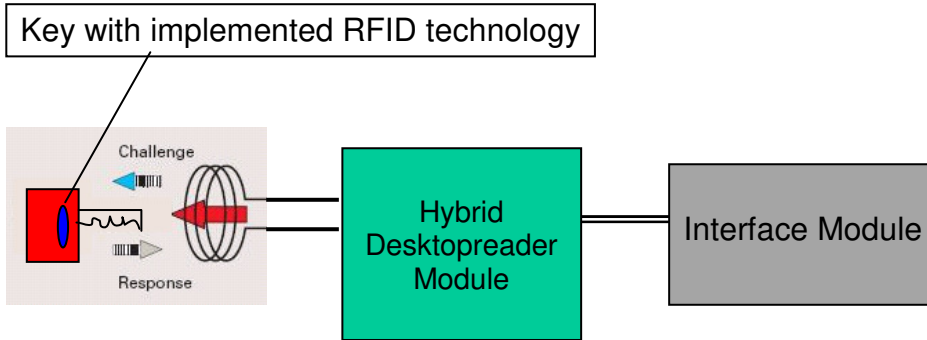 Key with implemented RFID technology
Challenge
Response
Hybrid
Desktopreader
Module
Interface Module